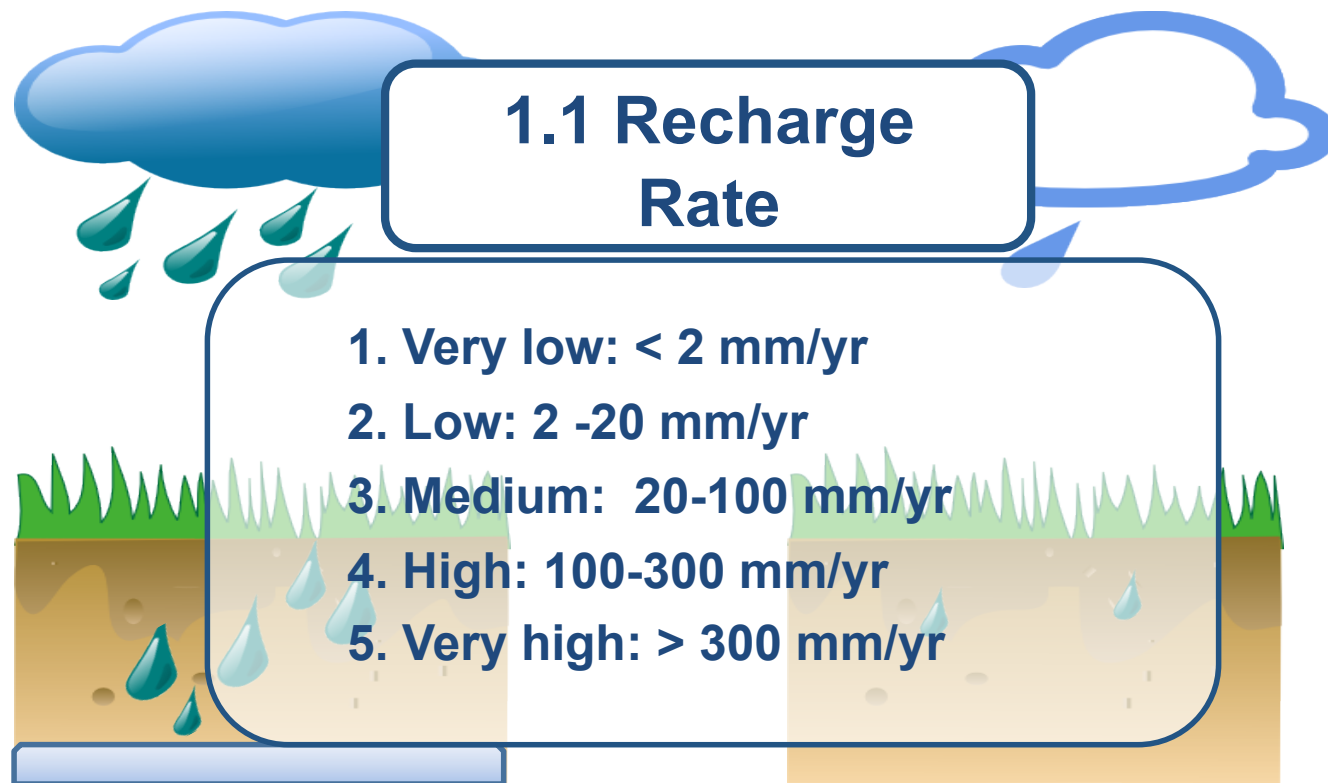 1.1 Recharge
Rate
1. Very low: < 2 mm/yr
2. Low: 2 -20 mm/yr
3. Medium:  20-100 mm/yr
4. High: 100-300 mm/yr
5. Very high: > 300 mm/yr